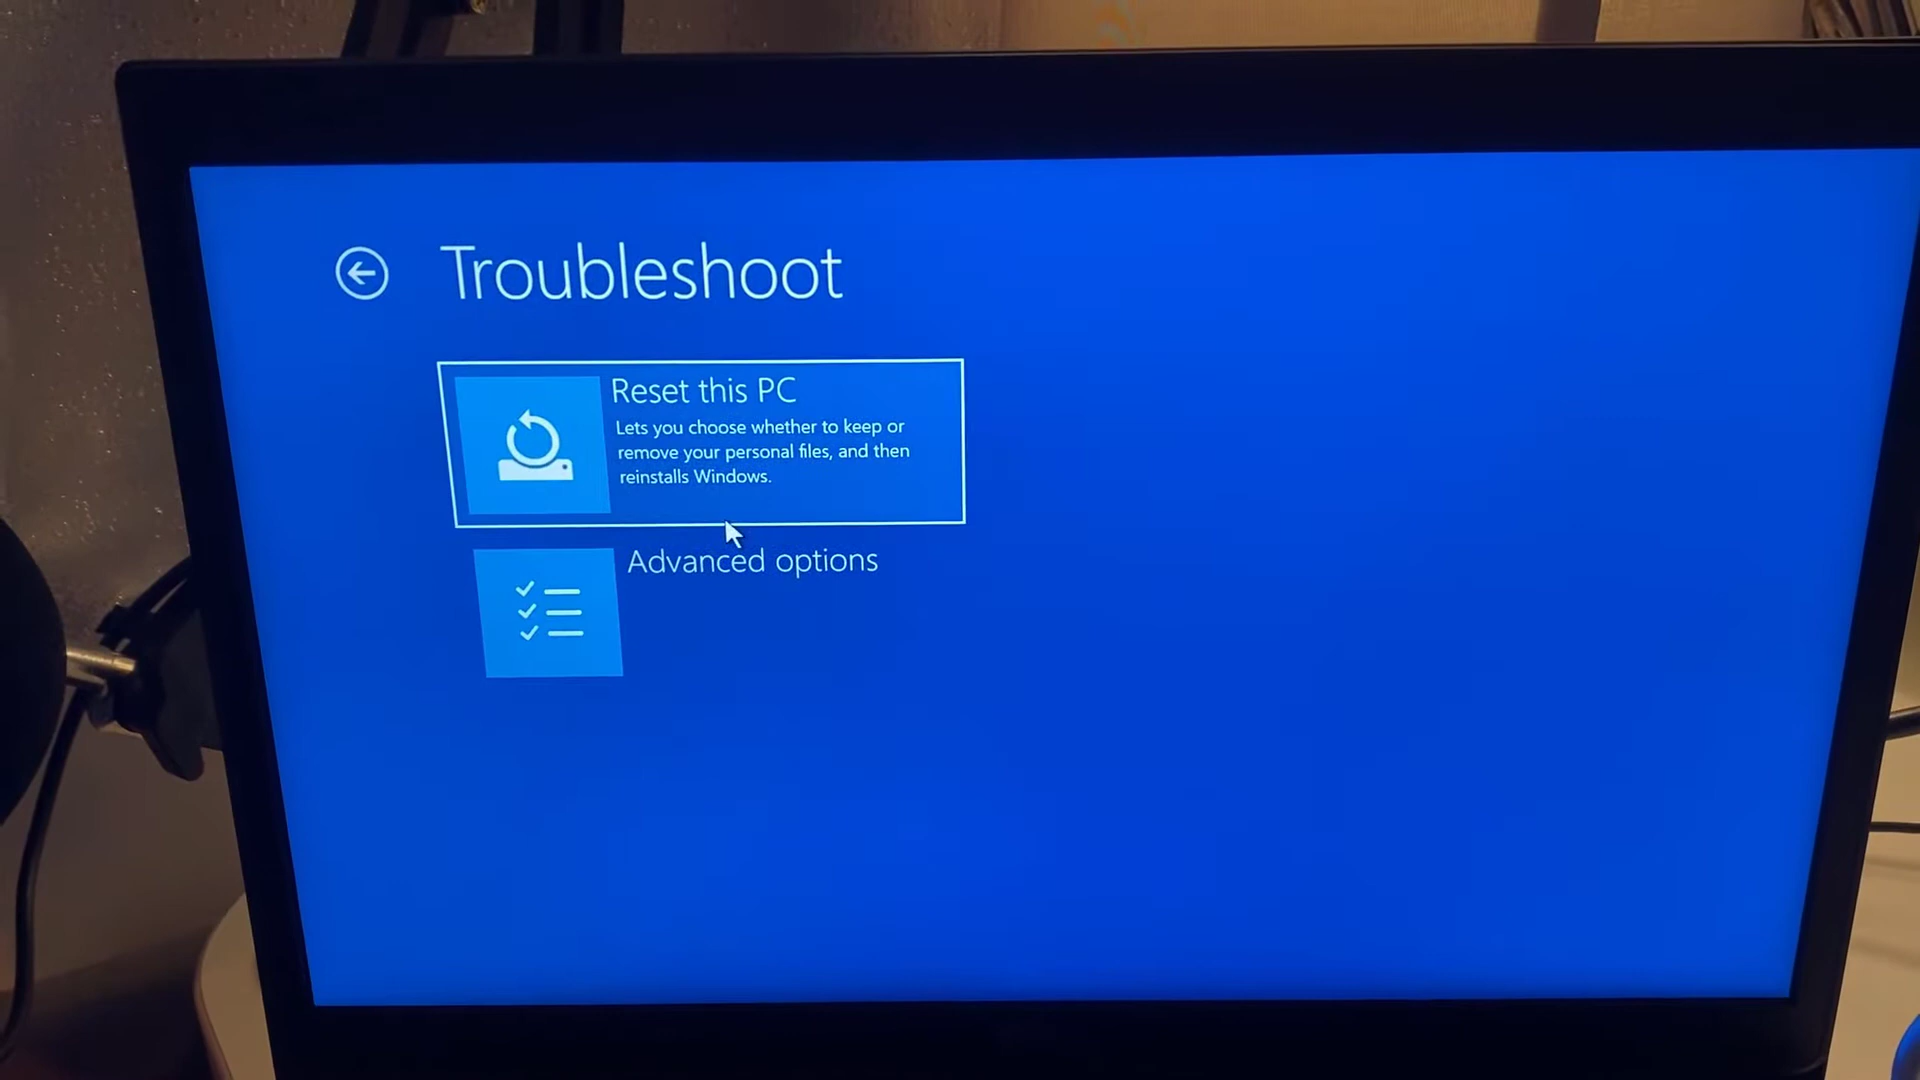 Troubleshoot
Reset this PC
Lets you choose whether to keep or
remove your personal files, and then
reinstalls Windows.
Advanced options